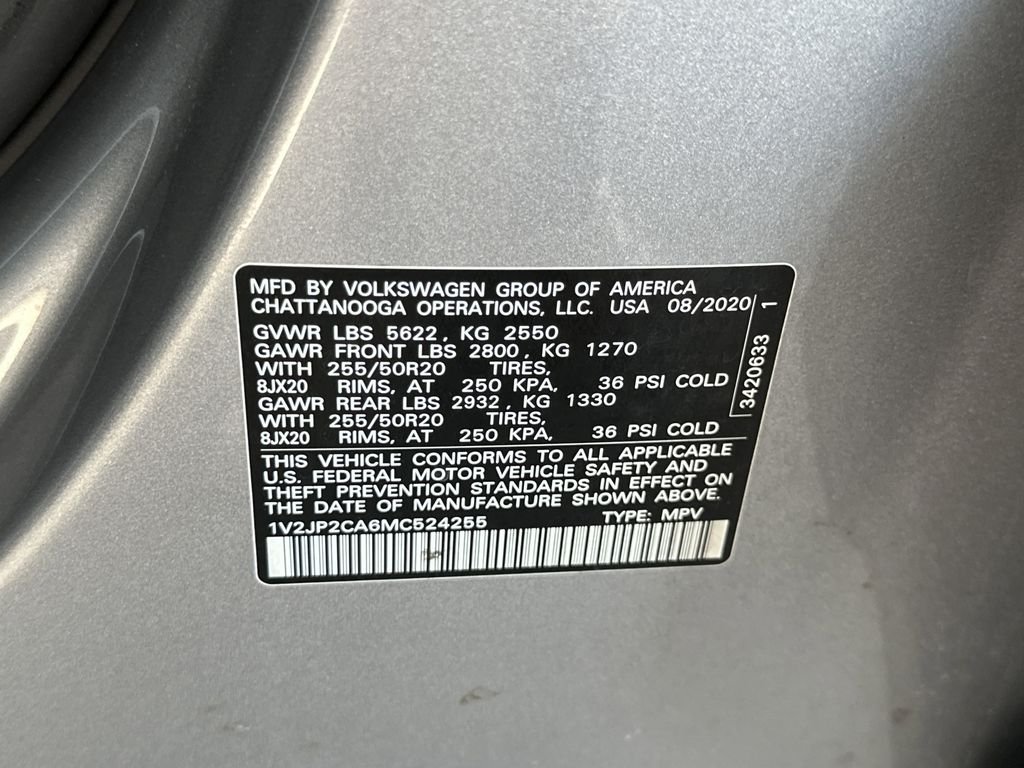 MFD BY VOLKSWAGEN GROUP OF AMERICA
CHATTANOOGA OPERATIONS, LLC. USA 08/2020
GVWR LBS 5622, KG 2550
GAWR FRONT LBS 2800, KG 1270
WITH 255/50R20 TIRES,
8JX20 RIMS, AT 250 KPA, 36 PSI COLD
GAWR REAR LBS 2932, KG 1330
WITH 255/50R20 TIRES,
8JX20 RIMS, AT 250 KPA, 36 PSI COLD
THIS VEHICLE CONFORMS TO ALL APPLICABLE
U.S. FEDERAL MOTOR VEHICLE SAFETY AND
THEFT PREVENTION STANDARDS IN EFFECT ON
THE DATE OF MANUFACTURE SHOWN ABOVE.
1V2JP2CA6MC524255 TYPE: MPV
3420633 1